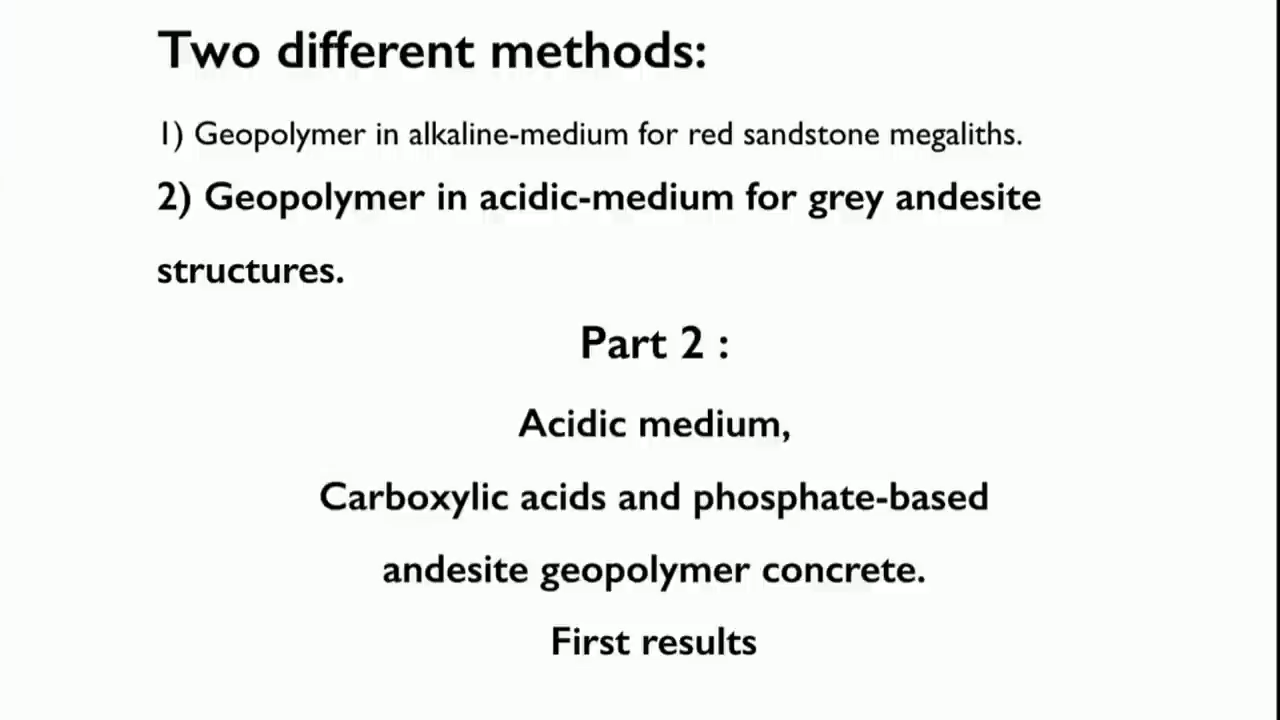 Two different methods:
1) Geopolymer in alkaline-medium for red sandstone megaliths.
2) Geopolymer in acidic-medium for grey andesite
structures.
Part 2 :
Acidic medium,
Carboxylic acids and phosphate-based
andesite geopolymer concrete.
First results